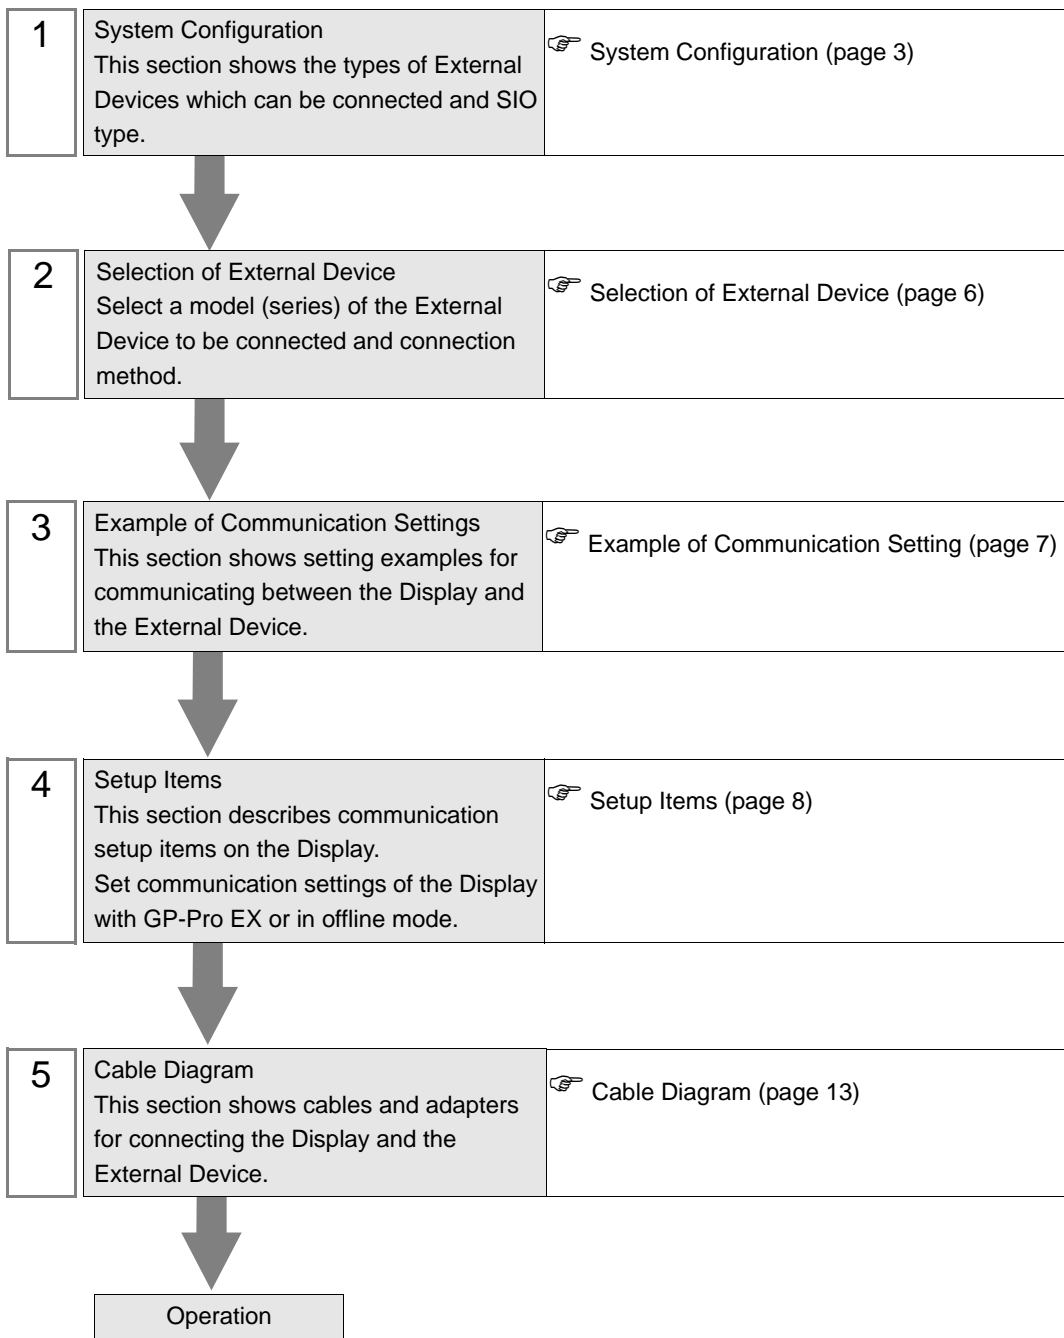 1
System Configuration
This section shows the types of External
Devices which can be connected and SIO
type.
System Configuration (page 3)
2
Selection of External Device
Select a model (series) of the External
Device to be connected and connection
method.
Selection of External Device (page 6)
3
Example of Communication Settings
This section shows setting examples for
communicating between the Display and
the External Device.
Example of Communication Setting (page 7)
4
Setup Items
This section describes communication
setup items on the Display.
Set communication settings of the Display
with GP-Pro EX or in offline mode.
Setup Items (page 8)
5
Cable Diagram
This section shows cables and adapters
for connecting the Display and the
External Device.
Cable Diagram (page 13)
Operation